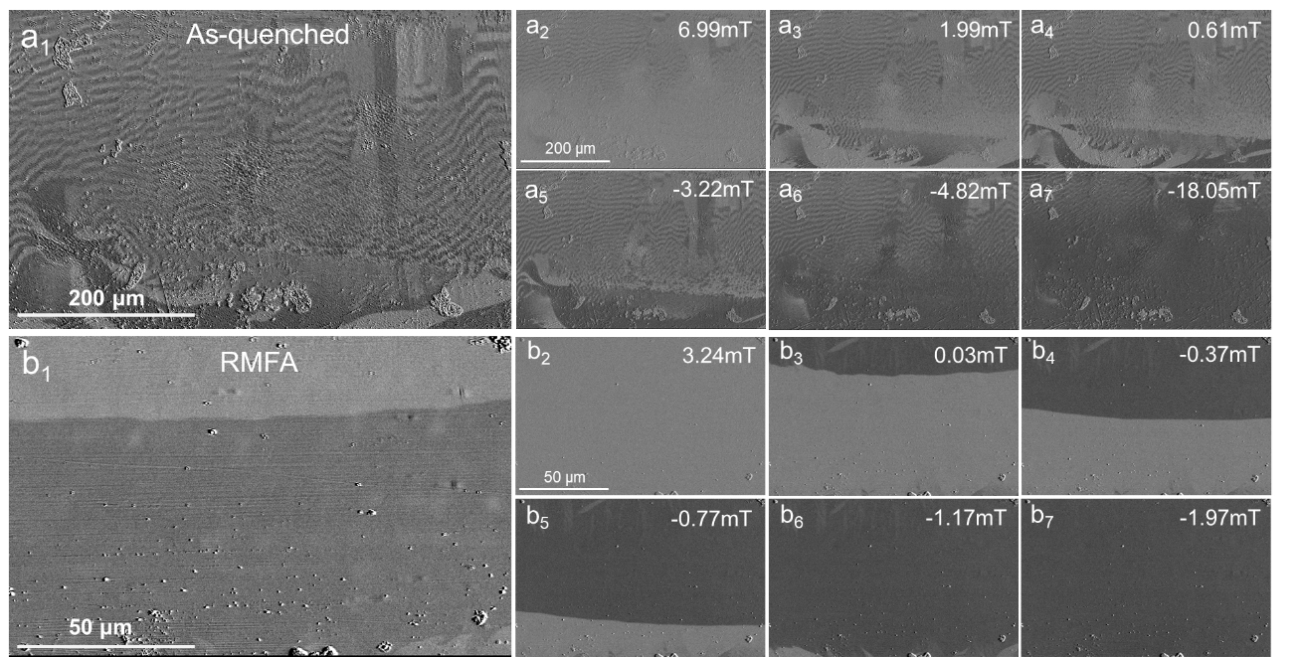 a1 As-quenched
200 µm
a2 6.99mT
200 µm
a3 1.99mT
a4 0.61mT
a5 -3.22mT
a6 -4.82mT
a7 -18.05mT
b1 RMFA
50 µm
b2 3.24mT
50 µm
b3 0.03mT
b4 -0.37mT
b5 -0.77mT
b6 -1.17mT
b7 -1.97mT